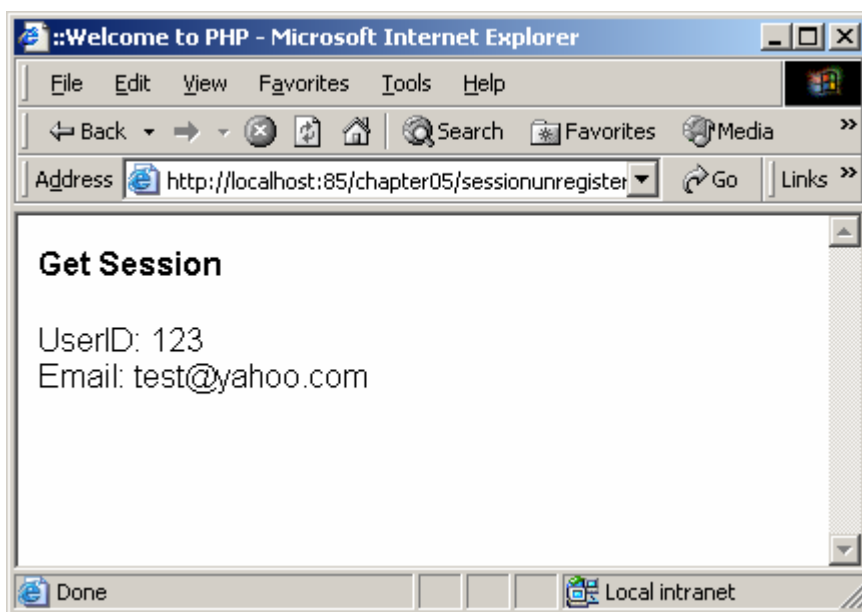 ::Welcome to PHP - Microsoft Internet Explorer
File Edit View Favorites Tools Help
Back Search Favorites Media »
Address http://localhost:85/chapter05/sessionunregister Go Links »
Get Session
UserID: 123
Email: test@yahoo.com
Done Local intranet